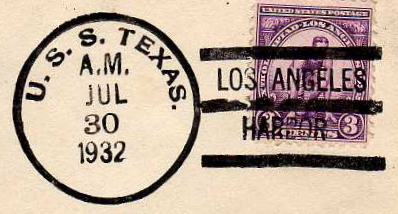 U. S. S. TEXAS.
A.M.
JUL
30
1932
LOS ANGELES
HARBOR
UNITED STATES POSTAGE
3